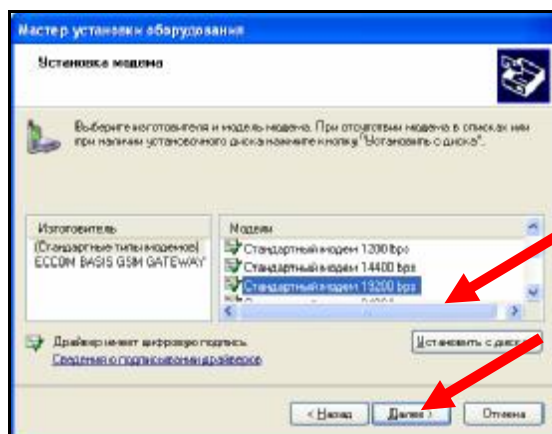 Мастер установки оборудования
Установка модема
Выберите изготовителя и модель модема. При отсутствии модема в списках или
при наличии установочного диска нажмите кнопку "Установить с диска".
Изготовитель
(Стандартные типы модемов)
ECCOM BASIS GSM GATEWAY
Модели
Стандартный модем 1200 bps
Стандартный модем 14400 bps
Стандартный модем 19200 bps
Драйвер имеет цифровую подпись.
Сведения о подписывании драйверов
Установить с диска
< Назад
Далее >
Отмена